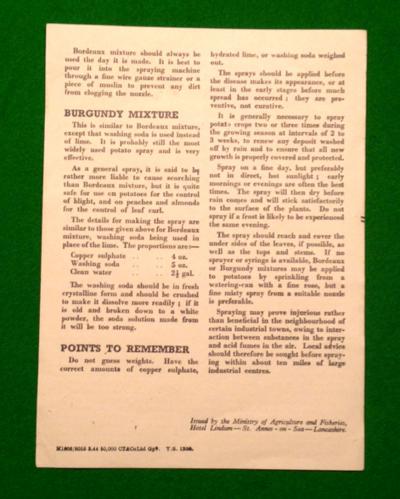 Bordeaux mixture should always be
used the day it is made. It is best to
pour it into the spraying machine
through a fine wire gauze strainer or a
piece of muslin to prevent any dirt
from clogging the nozzle.
BURGUNDY MIXTURE
This is similar to Bordeaux mixture,
except that washing soda is used instead
of lime. It is probably still the most
widely used potato spray and is very
effective.
As a general spray, it is said to be
rather more liable to cause scorching
than Bordeaux mixture, but it is quite
safe for use on potatoes for the control
of blight, and on peaches and almonds
for the control of leaf curl.
The details for making the spray are
similar to those given above for Bordeaux
mixture, washing soda being used in
place of the lime. The proportions are:—
Copper sulphate .. .. 4 oz.
Washing soda .. .. 5 oz.
Clean water .. .. 2½ gal.
The washing soda should be in fresh
crystalline form and should be crushed
to make it dissolve more readily ; if it
is old and broken down to a white
powder, the soda solution made from
it will be too strong.
POINTS TO REMEMBER
Do not guess weights. Have the
correct amounts of copper sulphate,
hydrated lime, or washing soda weighed
out.
The sprays should be applied before
the disease makes its appearance, or at
least in the early stages before much
spread has occurred ; they are pre-
ventive, not curative.
It is generally necessary to spray
potato crops two or three times during
the growing season at intervals of 2 to
3 weeks, to renew any deposit washed
off by rain and to ensure that all new
growth is properly covered and protected.
Spray on a fine day, but preferably
not in direct, hot sunlight ; early
mornings or evenings are often the best
times. The spray will then dry before
rain comes and will stick satisfactorily
to the surface of the plants. Do not
spray if a frost is likely to be experienced
the same evening.
The spray should reach and cover the
under sides of the leaves, if possible, as
well as the tops and stems. If no
sprayer or syringe is available, Bordeaux
or Burgundy mixtures may be applied
to potatoes by sprinkling from a
watering-can with a fine rose, but a
fine misty spray from a suitable nozzle
is preferable.
Spraying may prove injurious rather
than beneficial in the neighbourhood of
certain industrial towns, owing to inter-
action between substances in the spray
and acid fumes in the air. Local advice
should therefore be sought before spray-
ing within about ten miles of large
industrial centres.
Issued by the Ministry of Agriculture and Fisheries,
Hotel Lindum — St. Annes - on - Sea — Lancashire.